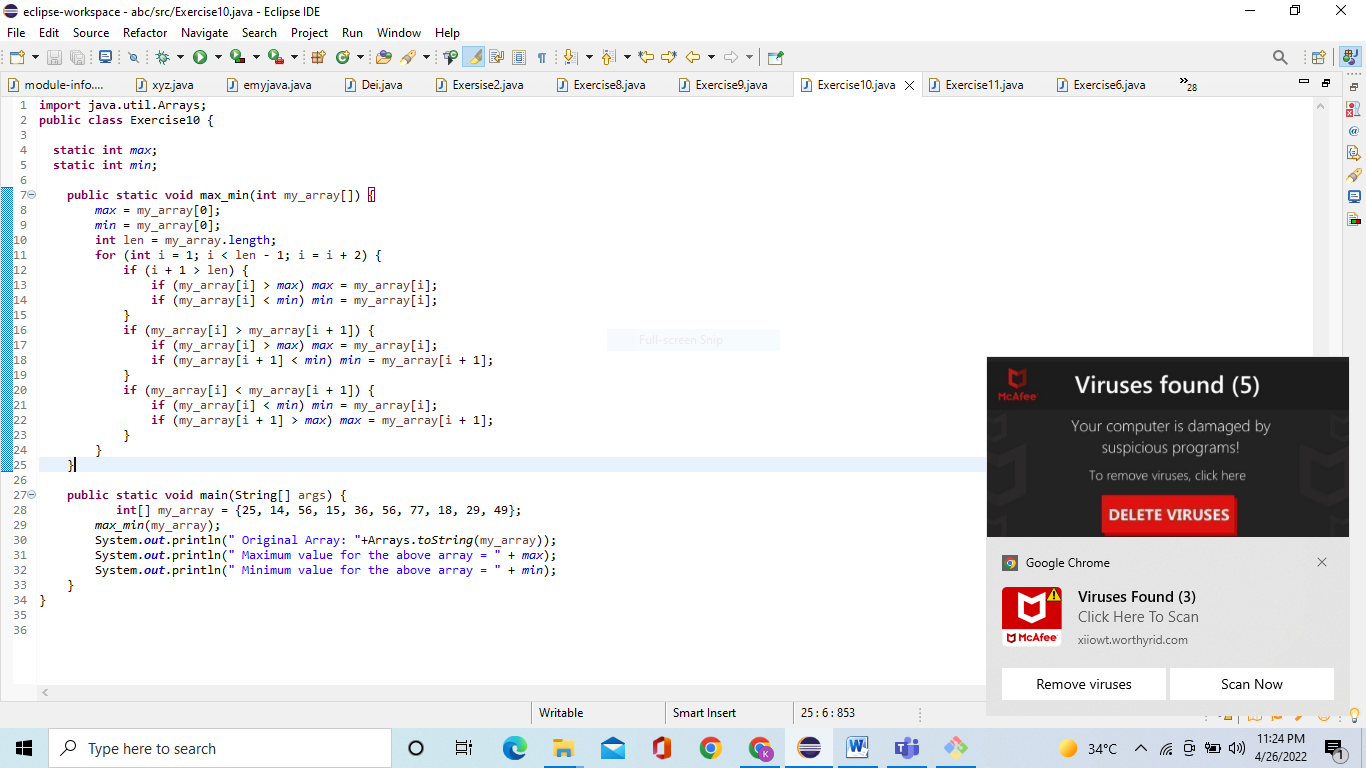 eclipse-workspace - abc/src/Exercise10.java - Eclipse IDE
File Edit Source Refactor Navigate Search Project Run Window Help
module-info.... xyz.java emyjava.java Dei.java Exersise2.java Exercise8.java Exercise9.java Exercise10.java Exercise11.java Exercise6.java »28
1 import java.util.Arrays;
2 public class Exercise10 {
3
4 static int max;
5 static int min;
6
7 public static void max_min(int my_array[]) {
8 max = my_array[0];
9 min = my_array[0];
10 int len = my_array.length;
11 for (int i = 1; i < len - 1; i = i + 2) {
12 if (i + 1 > len) {
13 if (my_array[i] > max) max = my_array[i];
14 if (my_array[i] < min) min = my_array[i];
15 }
16 if (my_array[i] > my_array[i + 1]) {
17 if (my_array[i] > max) max = my_array[i];
18 if (my_array[i + 1] < min) min = my_array[i + 1];
19 }
20 if (my_array[i] < my_array[i + 1]) {
21 if (my_array[i] < min) min = my_array[i];
22 if (my_array[i + 1] > max) max = my_array[i + 1];
23 }
24 }
25 }
26
27 public static void main(String[] args) {
28 int[] my_array = {25, 14, 56, 15, 36, 56, 77, 18, 29, 49};
29 max_min(my_array);
30 System.out.println(" Original Array: "+Arrays.toString(my_array));
31 System.out.println(" Maximum value for the above array = " + max);
32 System.out.println(" Minimum value for the above array = " + min);
33 }
34 }
35
36
Full-screen Snip
McAfee
Viruses found (5)
Your computer is damaged by
suspicious programs!
To remove viruses, click here
DELETE VIRUSES
Google Chrome
McAfee
Viruses Found (3)
Click Here To Scan
xiiowt.worthyrid.com
Remove viruses Scan Now
Writable Smart Insert 25 : 6 : 853
Type here to search
K
W
34°C
11:24 PM
4/26/2022
1